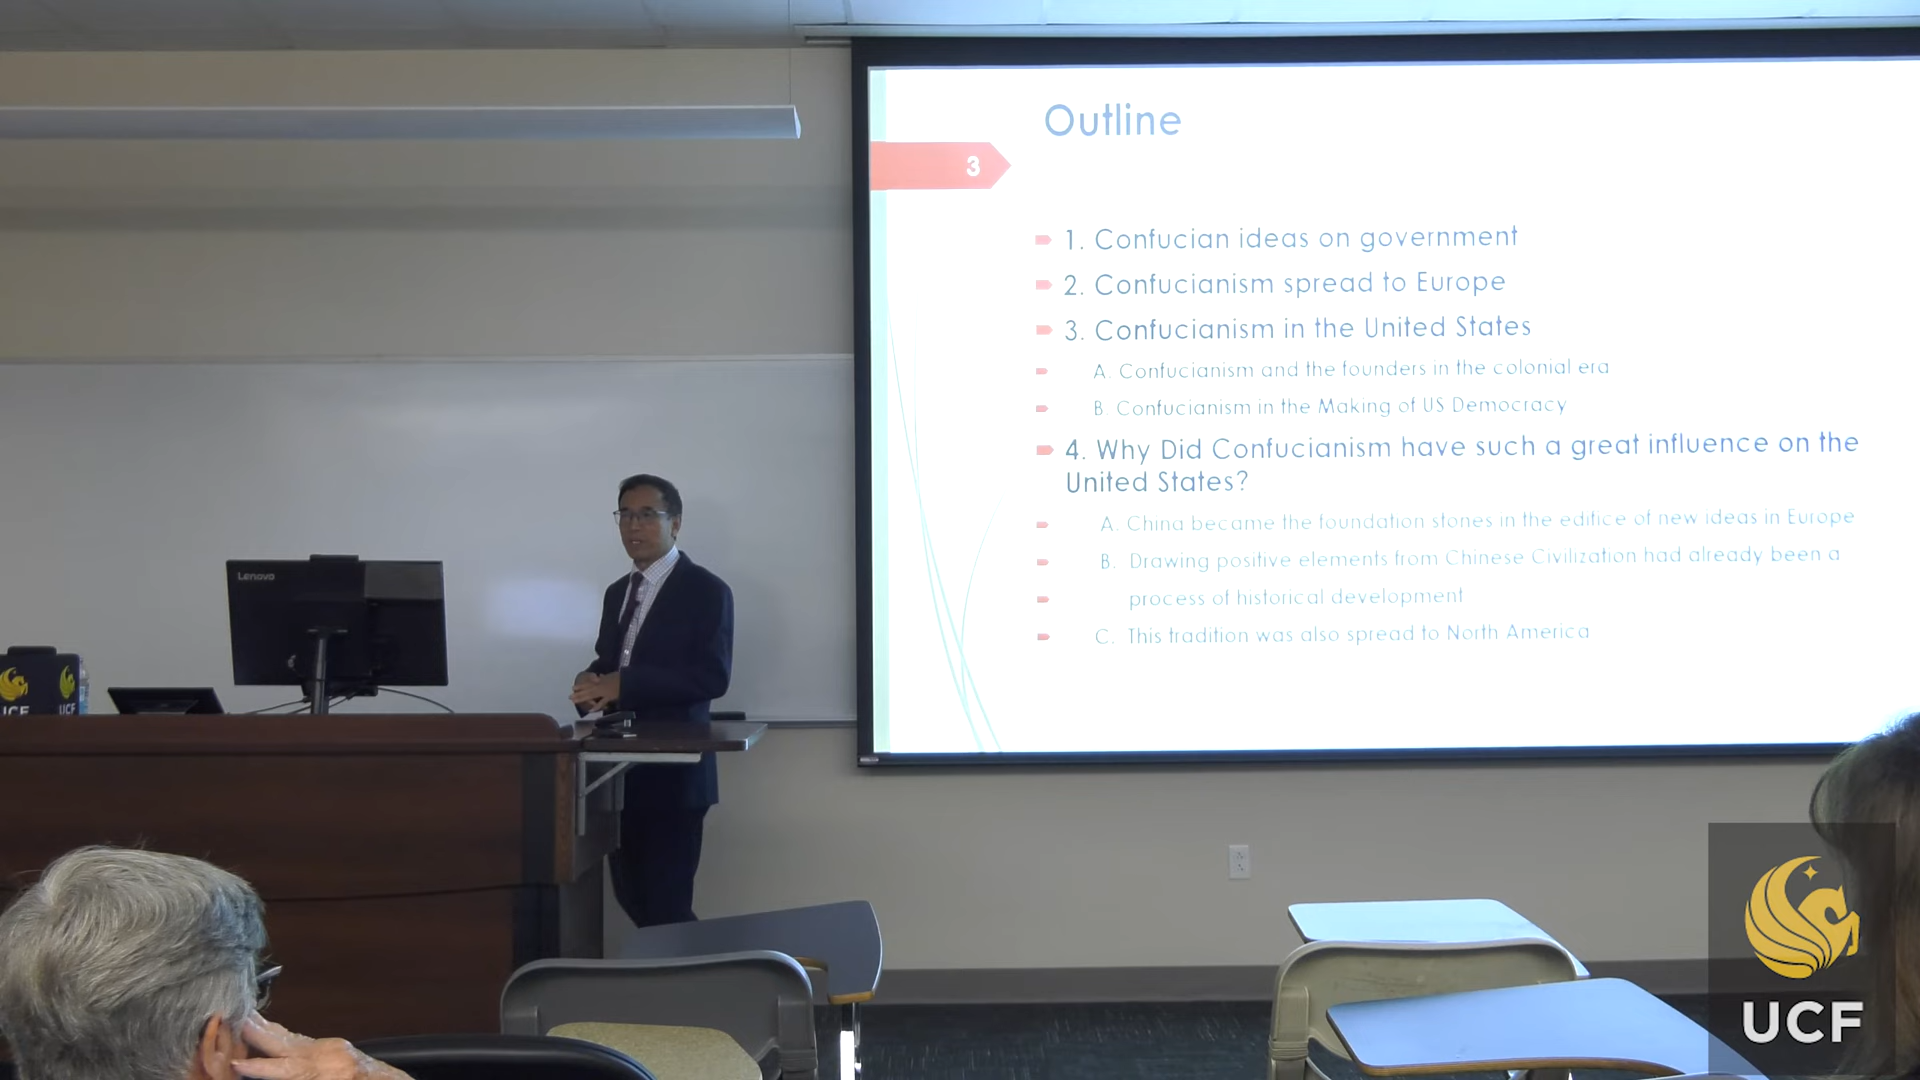 Outline
3
1. Confucian ideas on government
2. Confucianism spread to Europe
3. Confucianism in the United States
A. Confucianism and the founders in the colonial era
B. Confucianism in the Making of US Democracy
4. Why Did Confucianism have such a great influence on the
United States?
A. China became the foundation stones in the edifice of new ideas in Europe
B. Drawing positive elements from Chinese Civilization had already been a
process of historical development
C. This tradition was also spread to North America
Lenovo
UCF
UCF
UCF